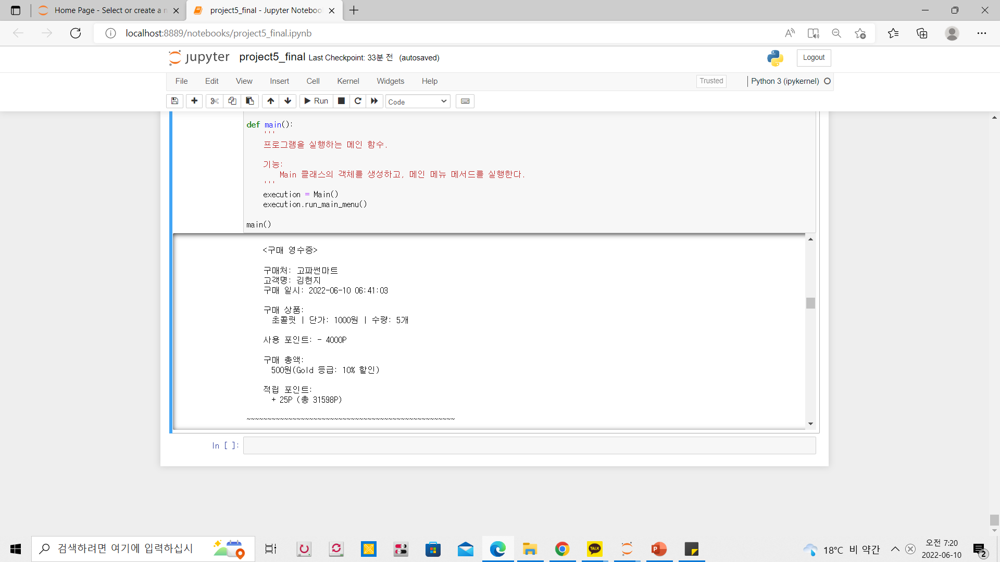 Home Page - Select or create a n
project5_final - Jupyter Noteboo
localhost:8889/notebooks/project5_final.ipynb
jupyter project5_final Last Checkpoint: 33분 전 (autosaved)
Logout
File Edit View Insert Cell Kernel Widgets Help
Trusted
Python 3 (ipykernel)
Run
Code
def main():
'''
프로그램을 실행하는 메인 함수.
기능:
Main 클래스의 객체를 생성하고, 메인 메뉴 메서드를 실행한다.
'''
execution = Main()
execution.run_main_menu()
main()
<구매 영수증>
구매처: 고파썬마트
고객명: 김현지
구매 일시: 2022-06-10 06:41:03
구매 상품:
초콜릿 | 단가: 1000원 | 수량: 5개
사용 포인트: - 4000P
구매 총액:
500원(Gold 등급: 10% 할인)
적립 포인트:
+ 25P (총 31598P)
~~~~~~~~~~~~~~~~~~~~~~~~~~~~~~~~~~~~~~~~~~~~~~~~~~
In [ ]:
검색하려면 여기에 입력하십시
TALK
18°C 비 약간
오전 7:20
2022-06-10
2